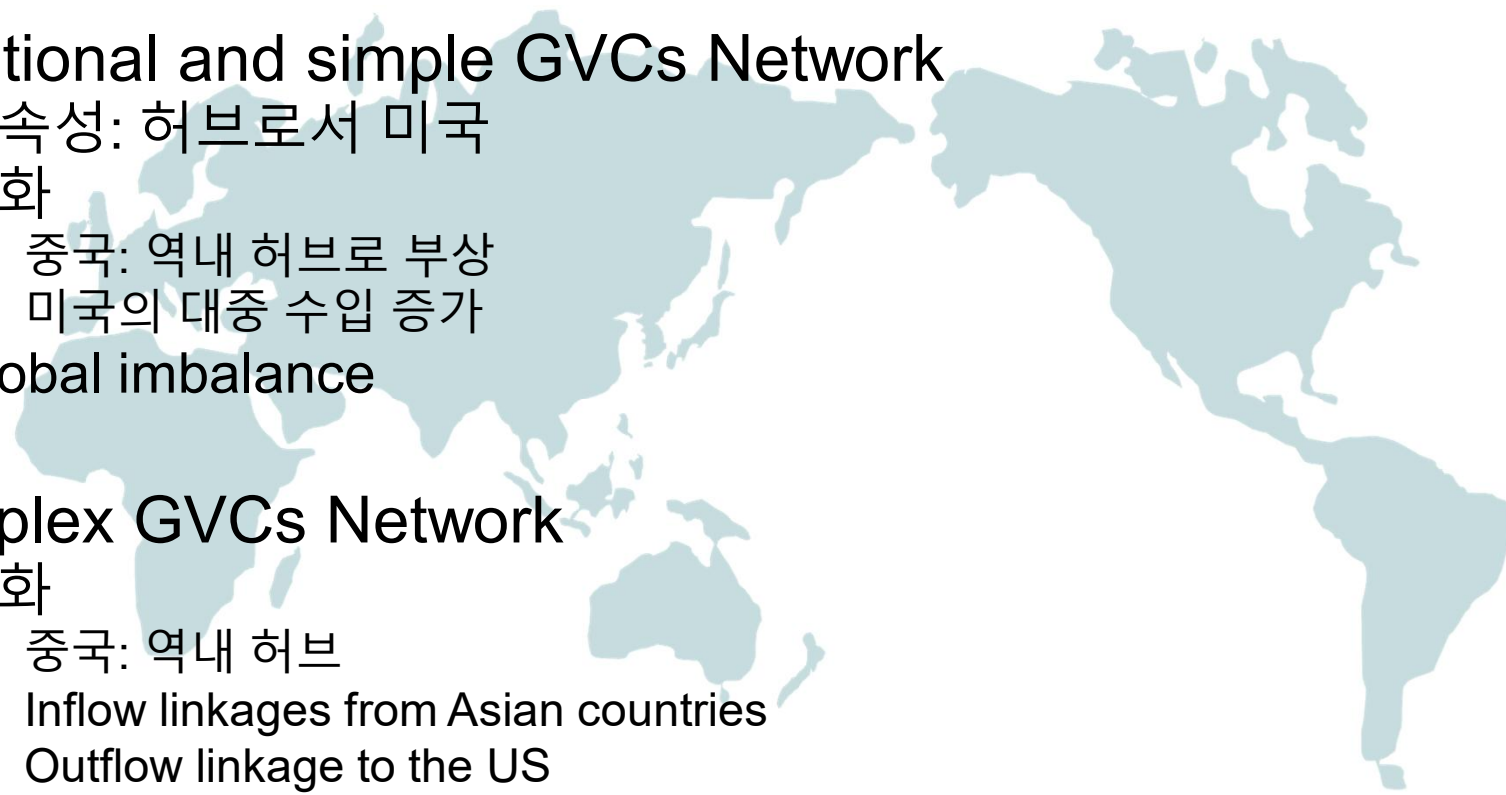 tional and simple GVCs Network
속성: 허브로서 미국
화
중국: 역내 허브로 부상
미국의 대중 수입 증가
obal imbalance
plex GVCs Network
화
중국: 역내 허브
Inflow linkages from Asian countries
Outflow linkage to the US